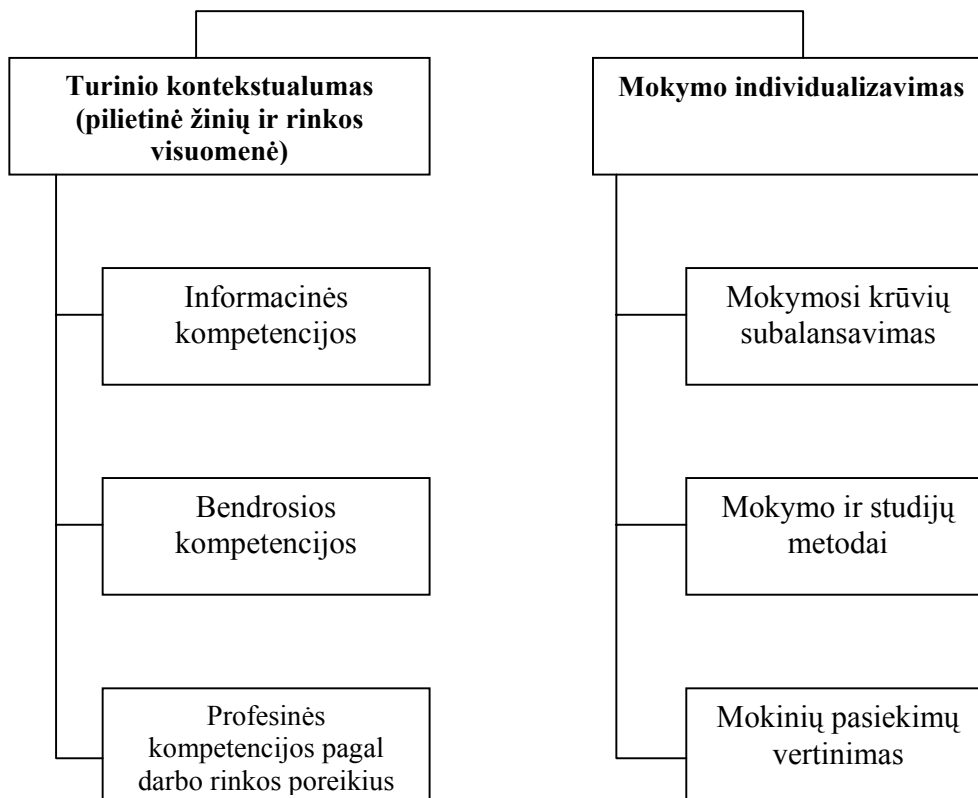 Turinio kontekstualumas
(pilietinė žinių ir rinkos
visuomenė)
Informacinės
kompetencijos
Bendrosios
kompetencijos
Profesinės
kompetencijos pagal
darbo rinkos poreikius
Mokymo individualizavimas
Mokymosi krūvių
subalansavimas
Mokymo ir studijų
metodai
Mokinių pasiekimų
vertinimas